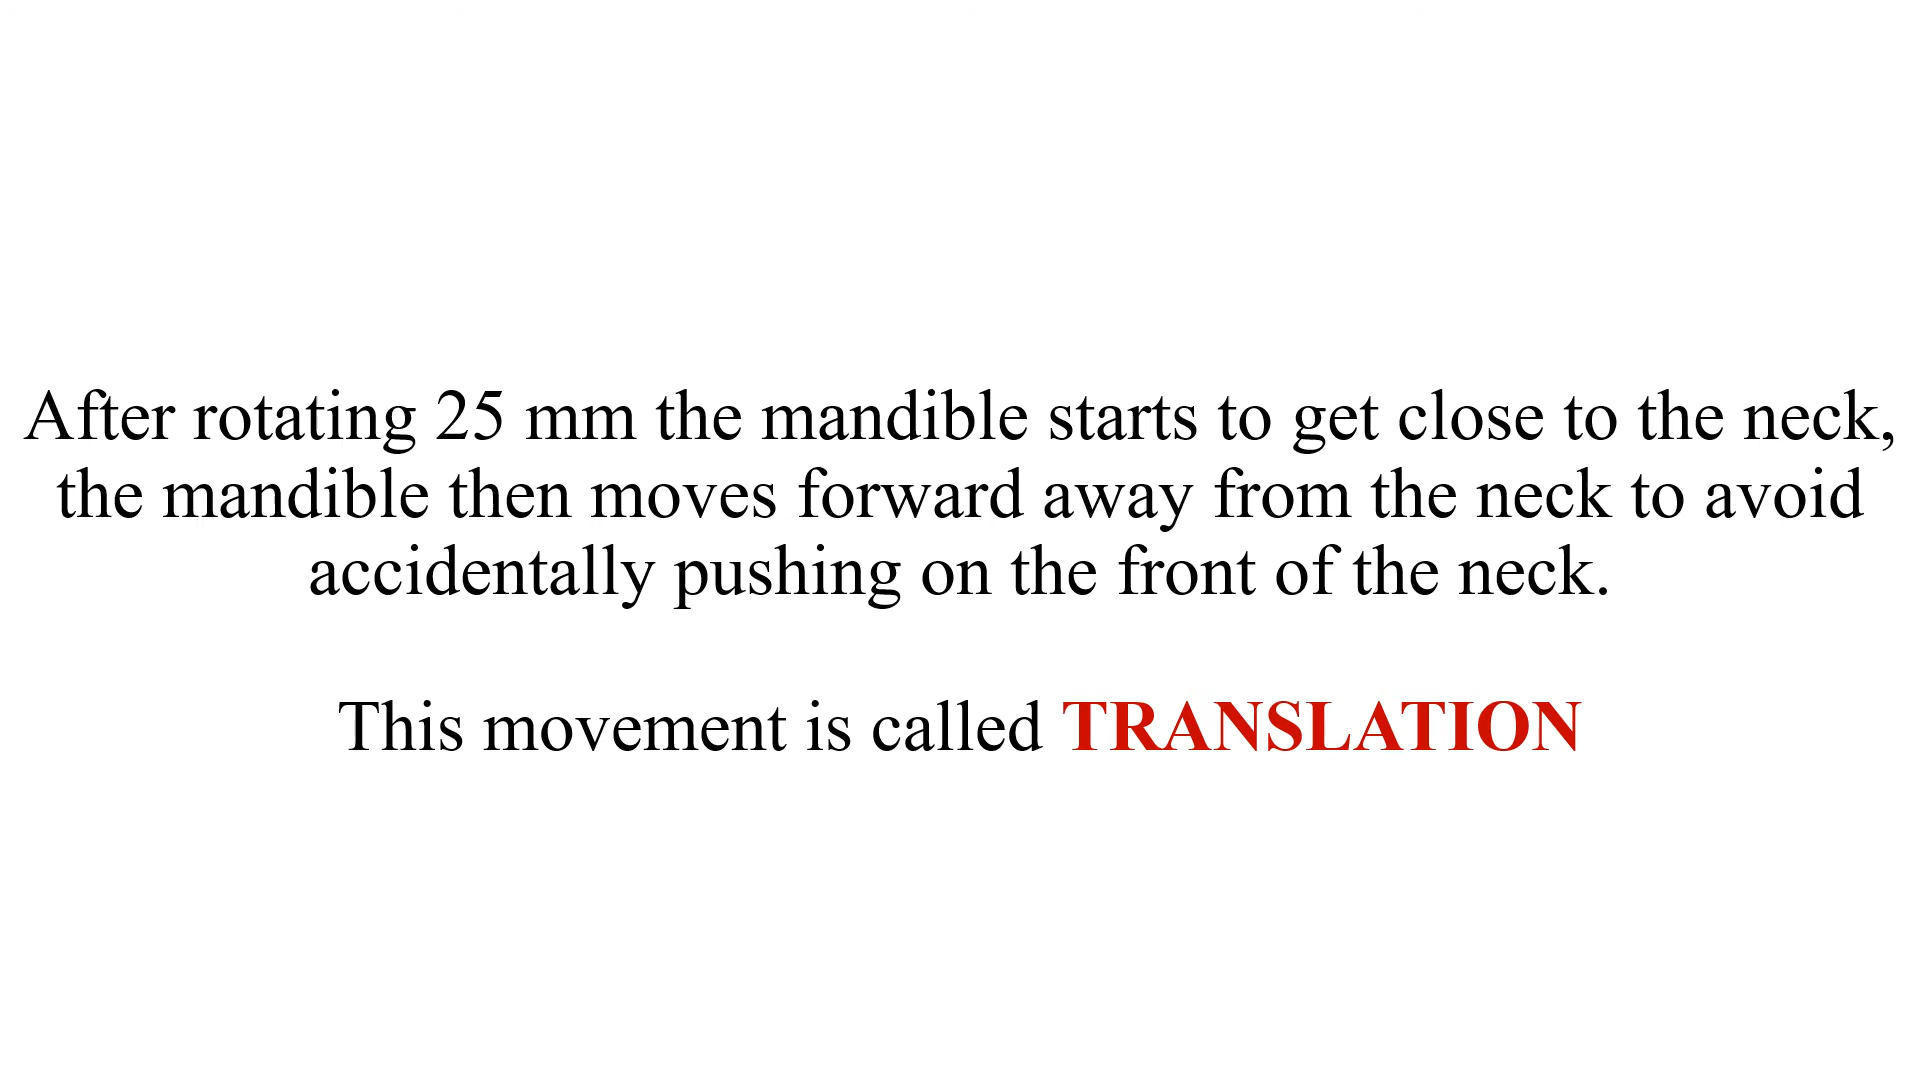 After rotating 25 mm the mandible starts to get close to the neck,
the mandible then moves forward away from the neck to avoid
accidentally pushing on the front of the neck.
This movement is called TRANSLATION